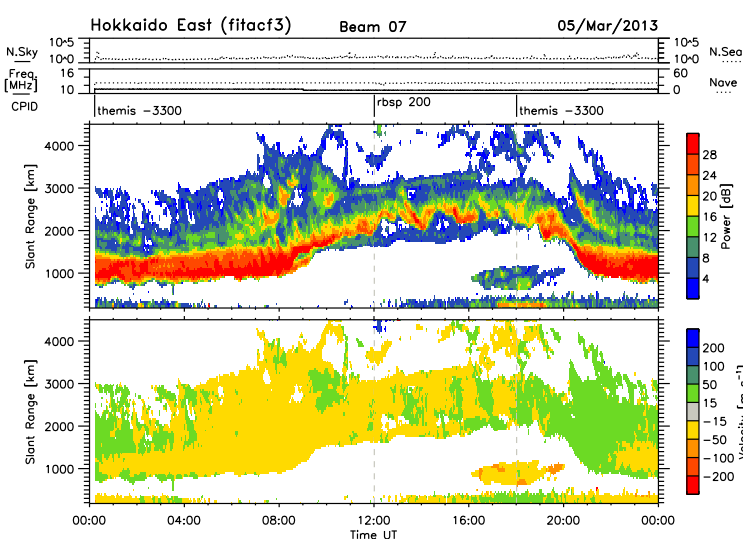 Hokkaido East (fitacf3) Beam 07 05/Mar/2013
10^5 10^5
N.Sky 10^0 10^0 N.Sea
Freq. 16 60 Nave
[MHz] 10 0
CPID themis -3300 rbsp 200 themis -3300
4000
3000
2000
1000
Slant Range [km]
28
24
20
16
12
8
4
Power [dB]
4000
3000
2000
1000
Slant Range [km]
200
100
50
15
-15
-50
-100
-200
00:00 04:00 08:00 12:00 16:00 20:00 00:00
Time UT